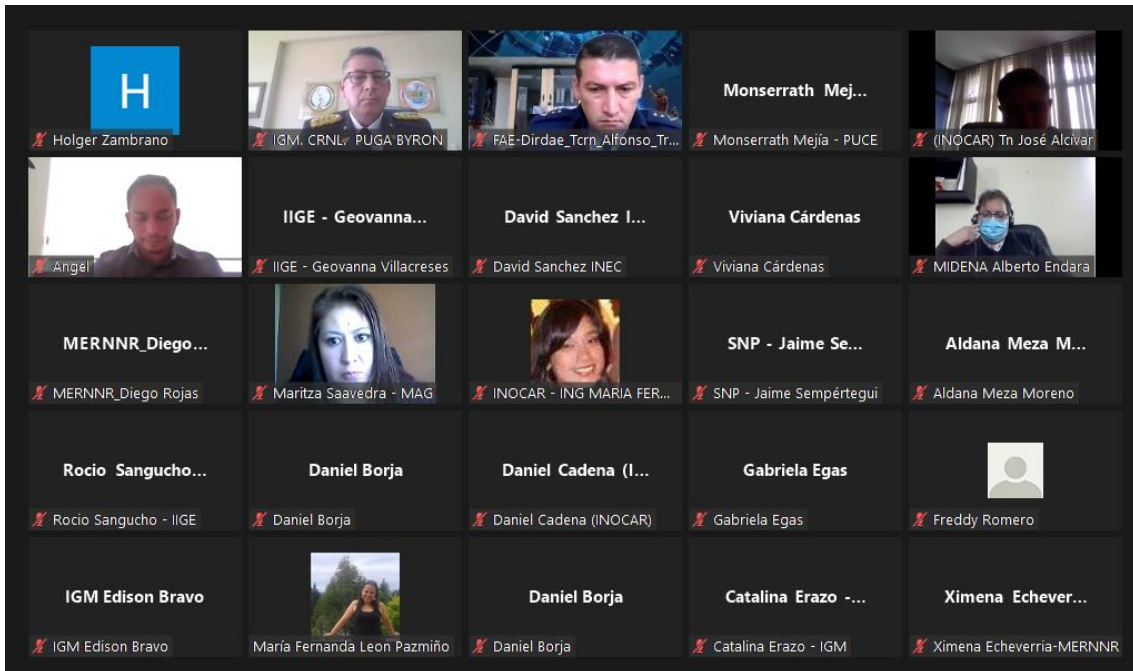 H
Holger Zambrano
IGM. CRNL. PUGA BYRON
FAE-Dirdae_Tcrn_Alfonso_Tr...
Monserrath Mej...
Monserrath Mejía - PUCE
(INOCAR) Tn José Alcivar
Angel
IIGE - Geovanna...
IIGE - Geovanna Villacreses
David Sanchez I...
David Sanchez INEC
Viviana Cárdenas
Viviana Cárdenas
MIDENA Alberto Endara
MERNNR_Diego...
MERNNR_Diego Rojas
Maritza Saavedra - MAG
INOCAR - ING MARIA FER...
SNP - Jaime Se...
SNP - Jaime Sempértegui
Aldana Meza M...
Aldana Meza Moreno
Rocio Sangucho...
Rocio Sangucho - IIGE
Daniel Borja
Daniel Borja
Daniel Cadena (I...
Daniel Cadena (INOCAR)
Gabriela Egas
Gabriela Egas
Freddy Romero
IGM Edison Bravo
IGM Edison Bravo
María Fernanda Leon Pazmiño
Daniel Borja
Daniel Borja
Catalina Erazo -...
Catalina Erazo - IGM
Ximena Echever...
Ximena Echeverria-MERNNR